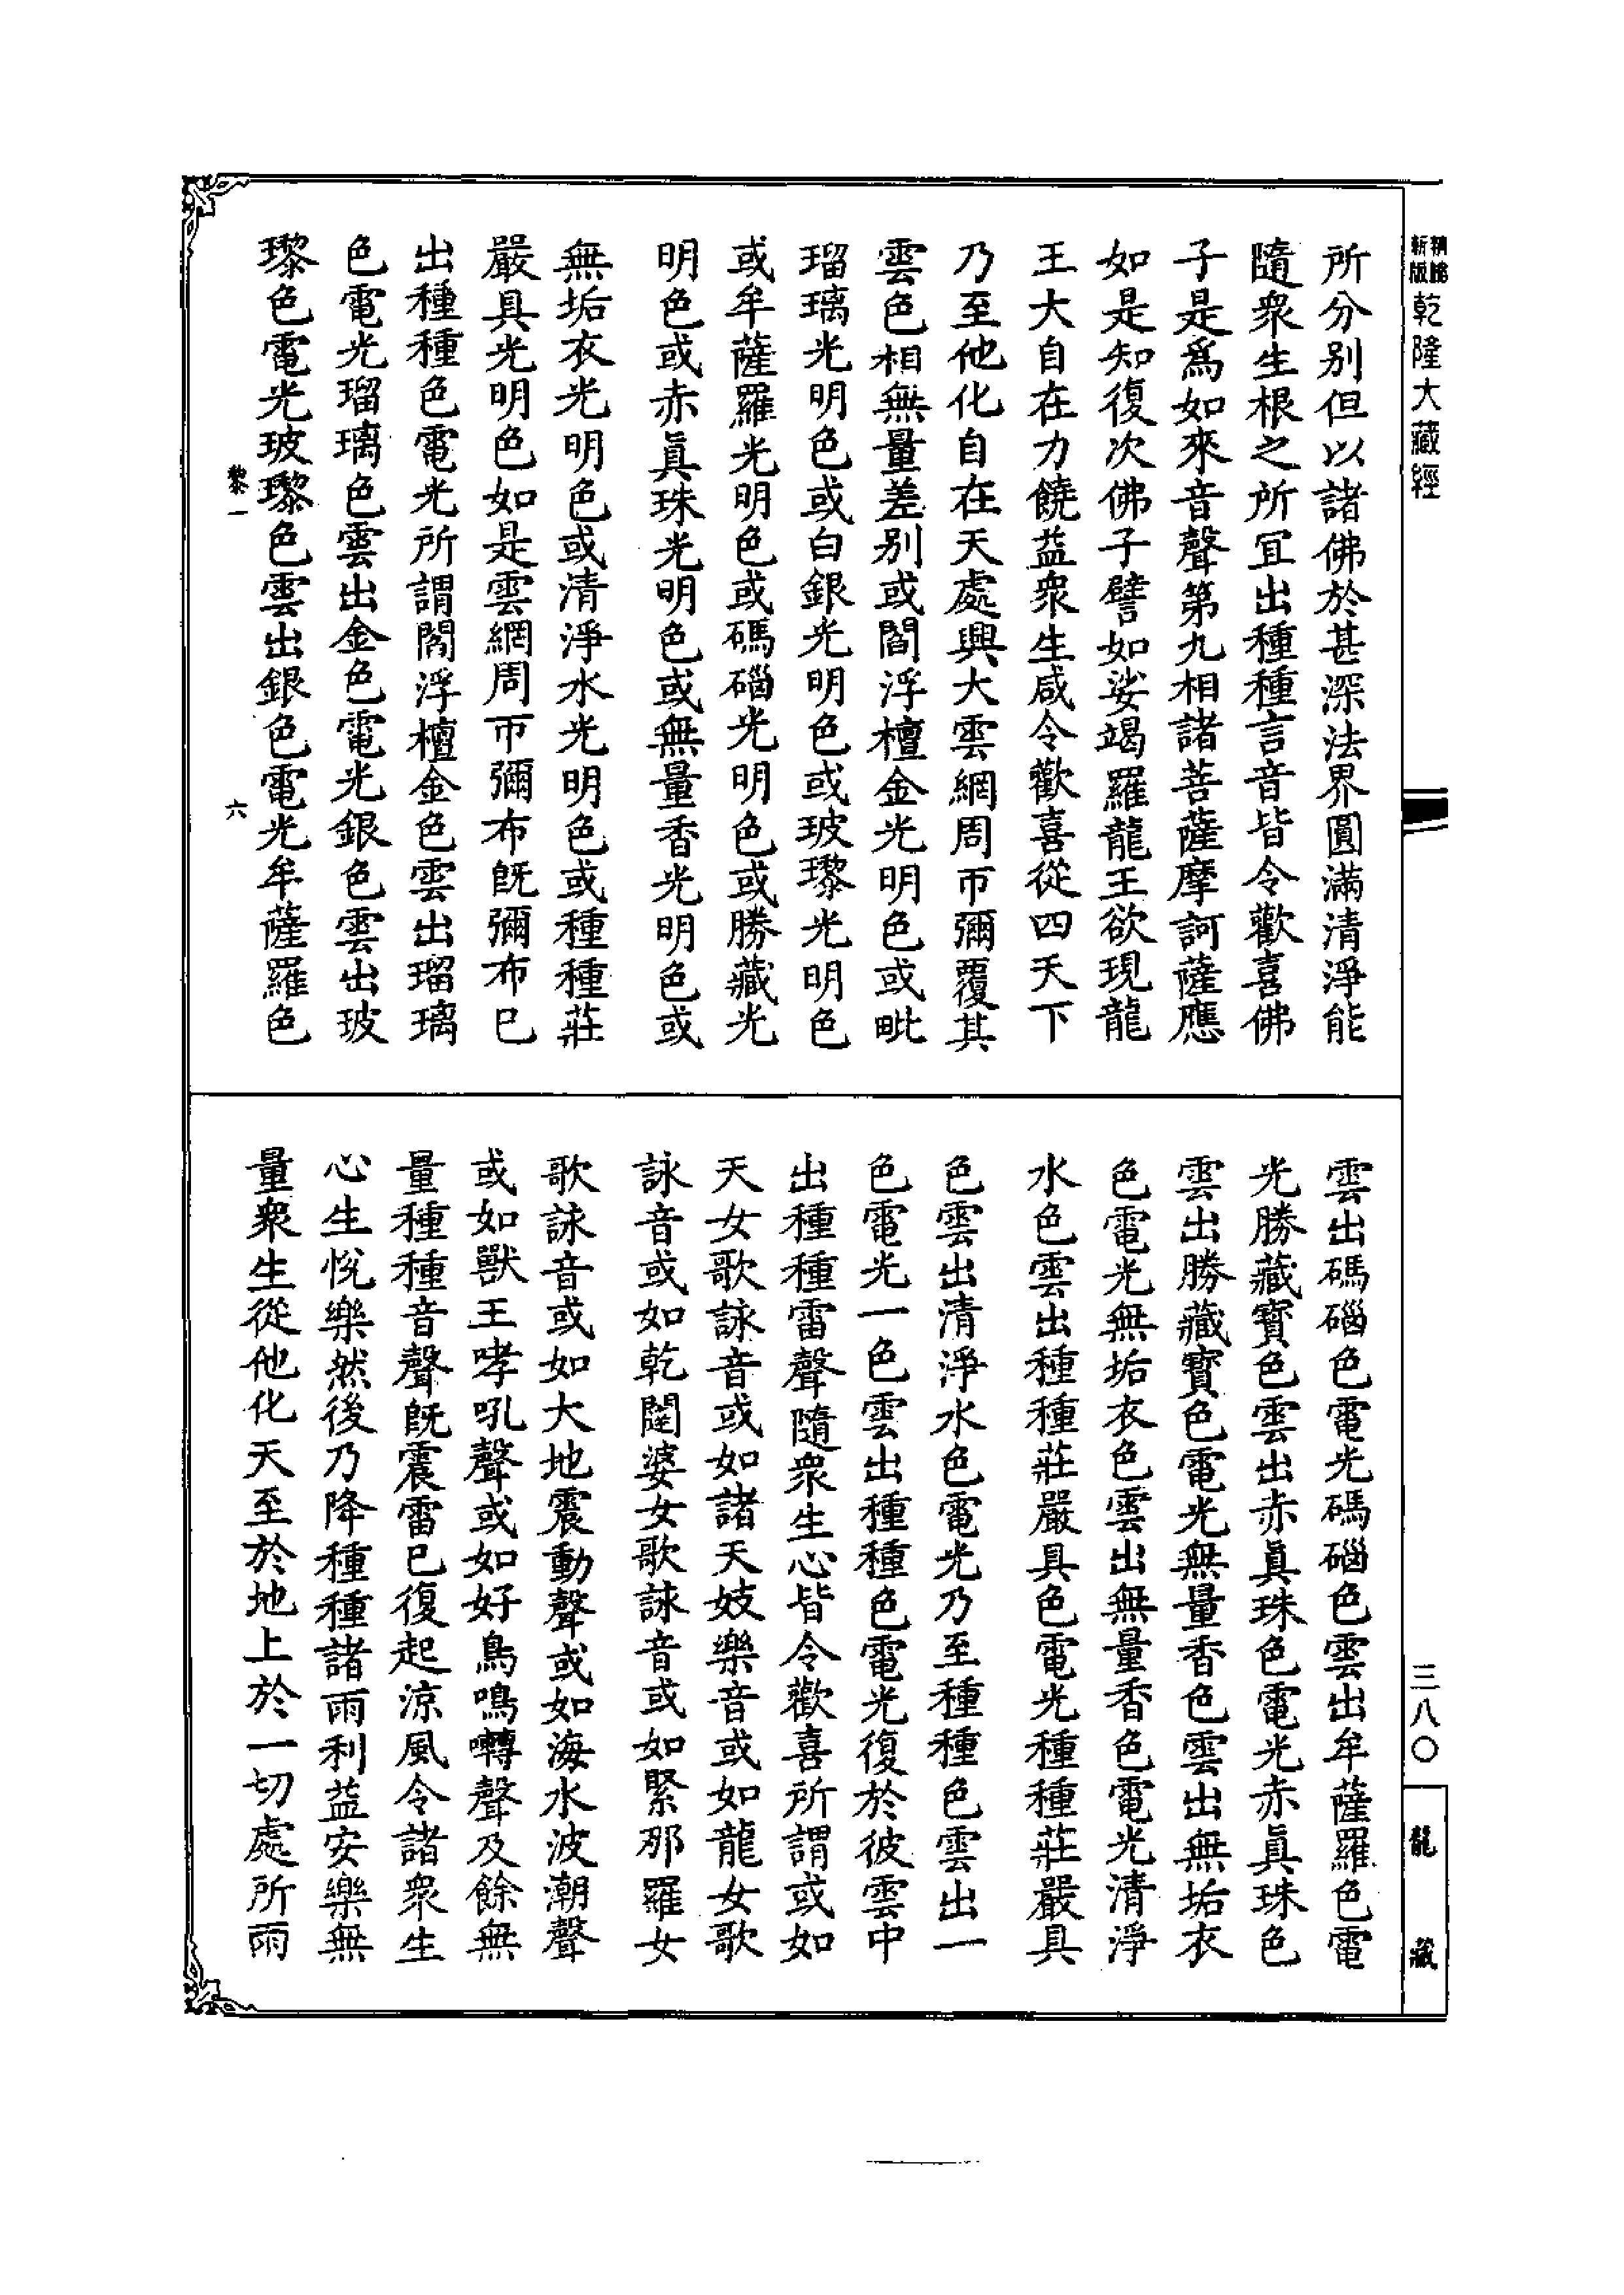 乾隆大藏經
所分别但以諸佛於甚深法界圓滿清淨能
隨衆生根之所宜出種種言音皆令歡喜佛
子是爲如來音聲第九相諸菩薩摩訶薩應
如是知復次佛子譬如娑竭羅龍王欲現龍
王大自在力饒益衆生咸令歡喜從四天下
乃至他化自在天處興大雲網周帀彌覆其
雲色相無量差别或閻浮檀金光明色或毗
瑠璃光明色或白銀光明色或玻瓈光明色
或牟薩羅光明色或碼碯光明色或勝藏光
明色或赤眞珠光明色或無量香光明色或
無垢衣光明色或清淨水光明色或種種莊
嚴具光明色如是雲網周帀彌布旣彌布已
出種種色電光所謂閻浮檀金色雲出瑠璃
色電光瑠璃色雲出金色電光銀色雲出玻
瓈色電光玻瓈色雲出銀色電光牟薩羅色
黎一
六
雲出碼碯色電光碼碯色雲出牟薩羅色電
光勝藏寳色雲出赤眞珠色電光赤眞珠色
雲出勝藏寳色電光無量香色雲出無垢衣
色電光無垢衣色雲出無量香色電光清淨
水色雲出種種莊嚴具色電光種種莊嚴具
色雲出清淨水色電光乃至種種色雲出一
色電光一色雲出種種色電光復於彼雲中
出種種雷聲隨衆生心皆令歡喜所謂或如
天女歌詠音或如諸天妓樂音或如龍女歌
詠音或如乾闥婆女歌詠音或如緊那羅女
歌詠音或如大地震動聲或如海水波潮聲
或如獸王哮吼聲或如好鳥鳴囀聲及餘無
量種種音聲旣震雷已復起涼風令諸衆生
心生悅樂然後乃降種種諸雨利益安樂無
量衆生從他化天至於地上於一切處所雨
三八〇
龍藏